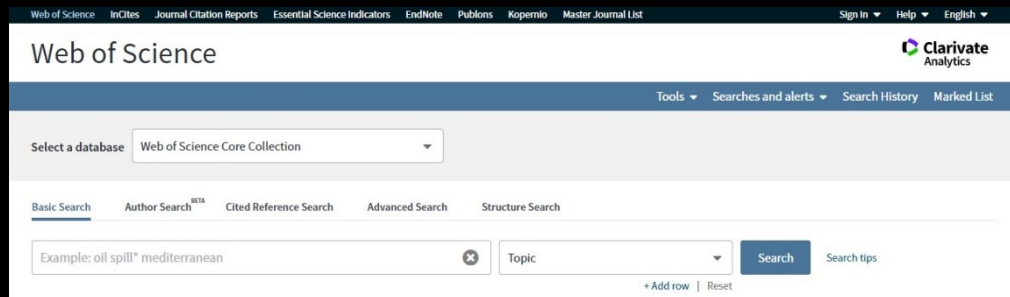 Web of Science InCites Journal Citation Reports Essential Science Indicators EndNote Publons Kopernio Master Journal List Sign In Help English
Web of Science
Clarivate
Analytics
Tools Searches and alerts Search History Marked List
Select a database Web of Science Core Collection
Basic Search Author Search BETA Cited Reference Search Advanced Search Structure Search
Example: oil spill* mediterranean Topic Search Search tips
+ Add row | Reset